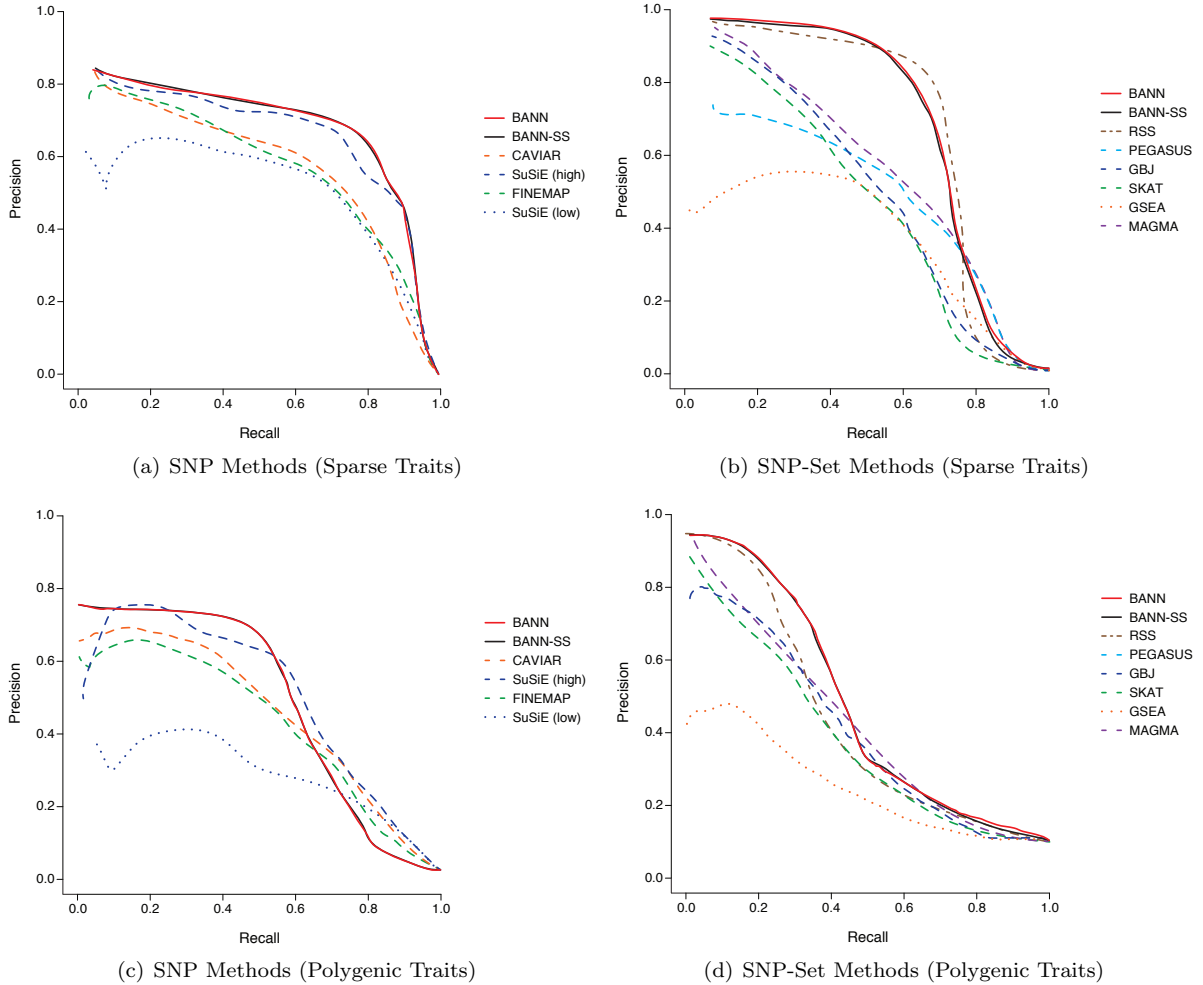 1.0
0.8
0.6
0.4
0.2
0.0
Precision
0.0 0.2 0.4 0.6 0.8 1.0
Recall
BANN
BANN-SS
CAVIAR
SuSiE (high)
FINEMAP
SuSiE (low)
(a) SNP Methods (Sparse Traits)
1.0
0.8
0.6
0.4
0.2
0.0
Precision
0.0 0.2 0.4 0.6 0.8 1.0
Recall
BANN
BANN-SS
RSS
PEGASUS
GBJ
SKAT
GSEA
MAGMA
(b) SNP-Set Methods (Sparse Traits)
1.0
0.8
0.6
0.4
0.2
0.0
Precision
0.0 0.2 0.4 0.6 0.8 1.0
Recall
BANN
BANN-SS
CAVIAR
SuSiE (high)
FINEMAP
SuSiE (low)
(c) SNP Methods (Polygenic Traits)
1.0
0.8
0.6
0.4
0.2
0.0
Precision
0.0 0.2 0.4 0.6 0.8 1.0
Recall
BANN
BANN-SS
RSS
PEGASUS
GBJ
SKAT
GSEA
MAGMA
(d) SNP-Set Methods (Polygenic Traits)